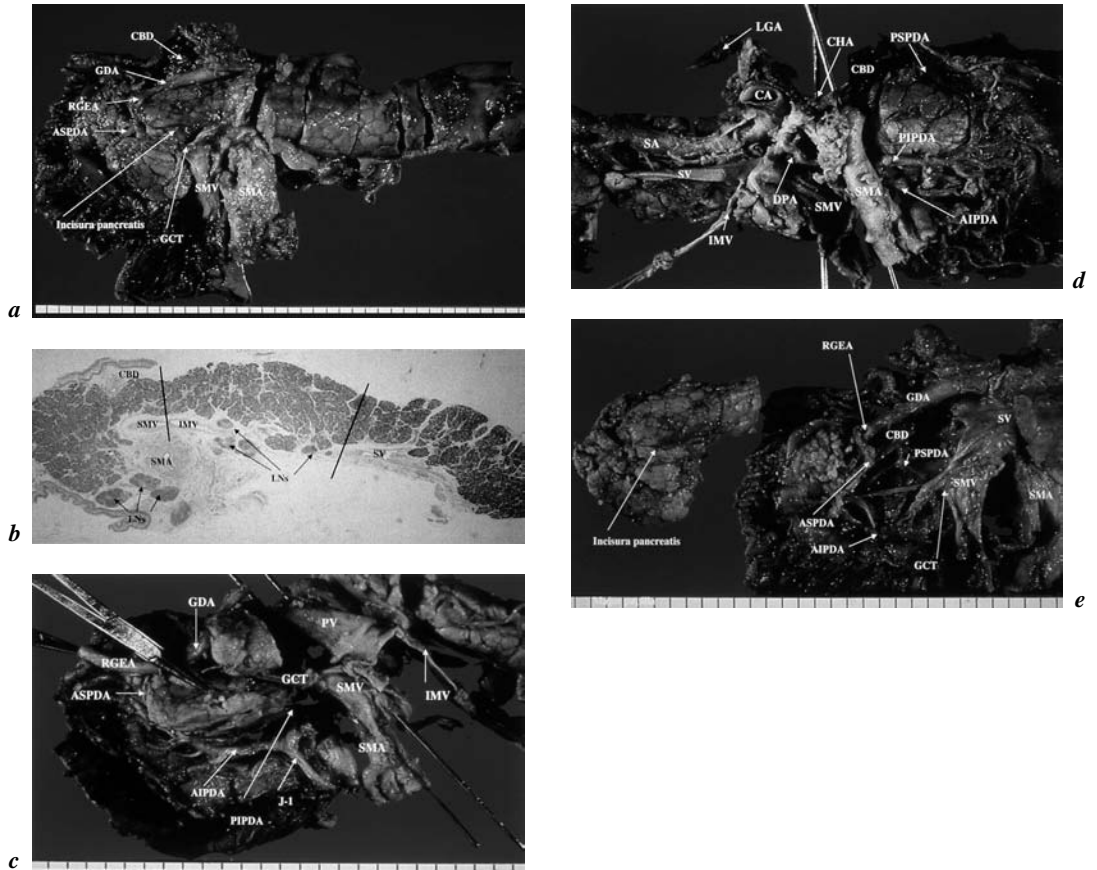 CBD
GDA
RGEA
ASPDA
SMV
SMA
Incisura pancreatis
GCT
a
CBD
SMV
IMV
SMA
SV
LNs
LNs
b
GDA
PV
RGEA
GCT
SMV
IMV
ASPDA
SMA
AIPDA
J-1
PIPDA
c
LGA
CHA
PSPDA
CBD
CA
SA
PIPDA
SV
DPA
SMA
SMV
AIPDA
IMV
d
RGEA
GDA
SV
CBD
PSPDA
SMV
SMA
Incisura pancreatis
ASPDA
AIPDA
GCT
e